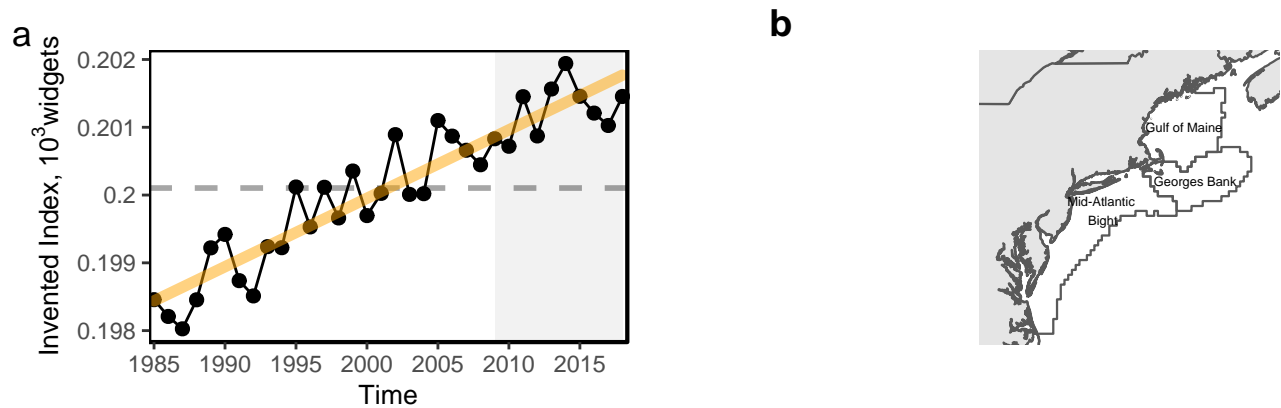 a
Invented Index, 10³widgets
0.202
0.201
0.2
0.199
0.198
1985 1990 1995 2000 2005 2010 2015
Time
b
Gulf of Maine
Georges Bank
Mid-Atlantic
Bight